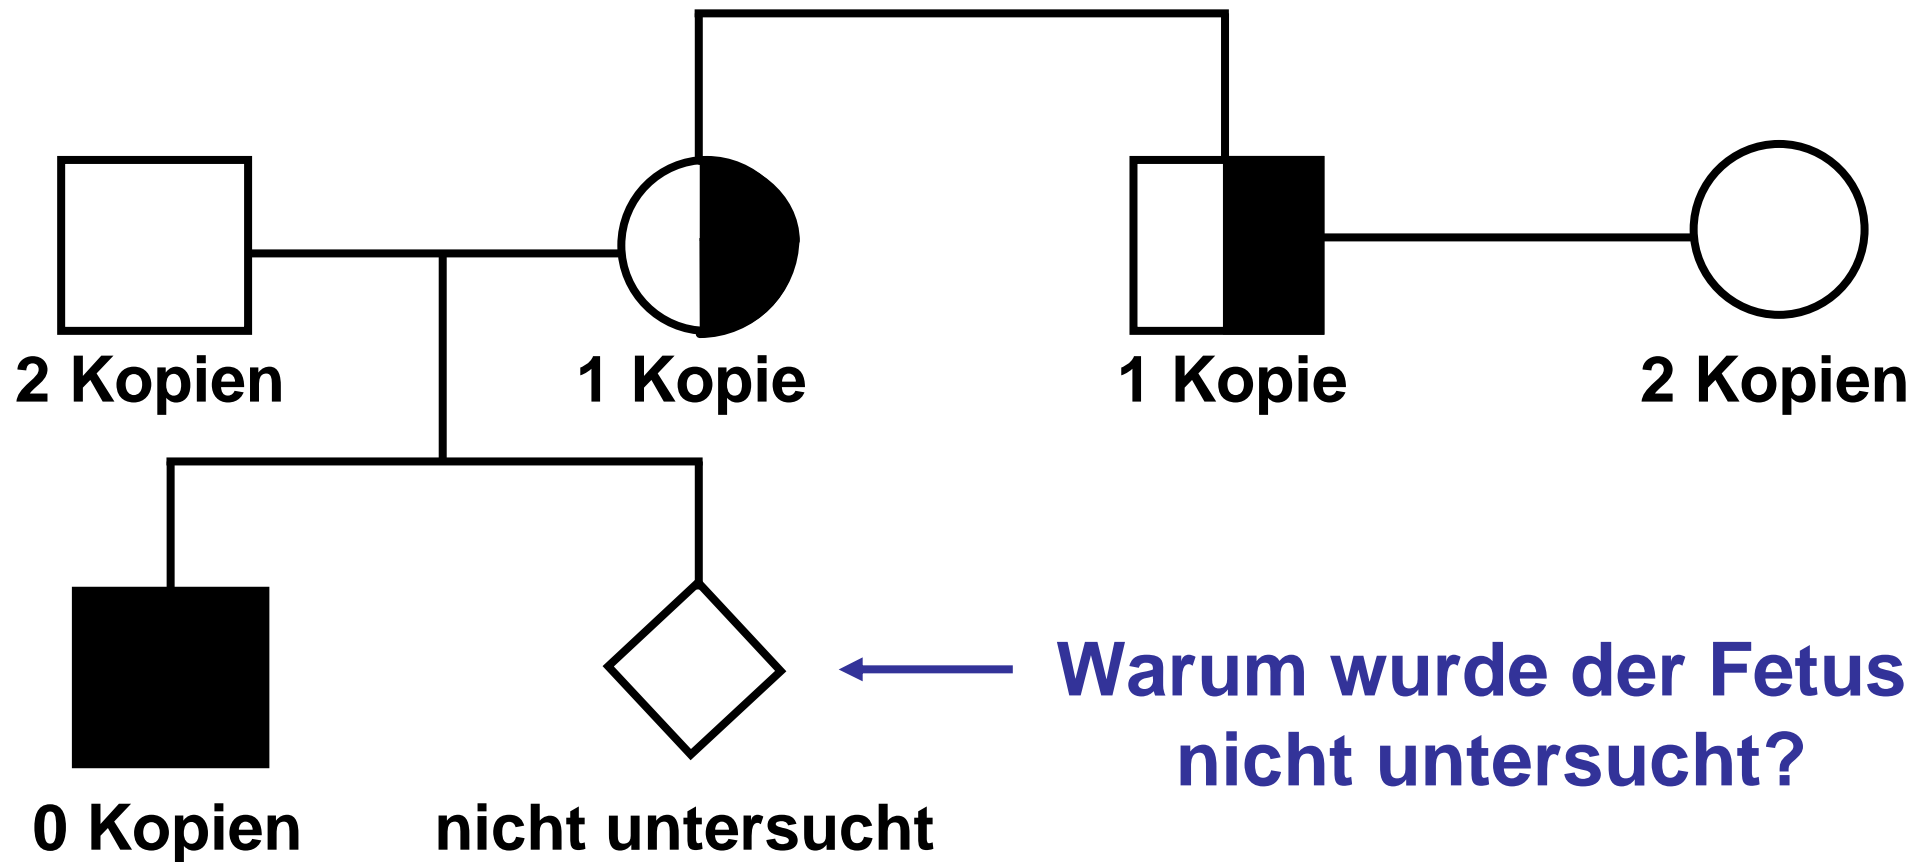 2 Kopien
1 Kopie
1 Kopie
2 Kopien
Warum wurde der Fetus
nicht untersucht?
0 Kopien
nicht untersucht